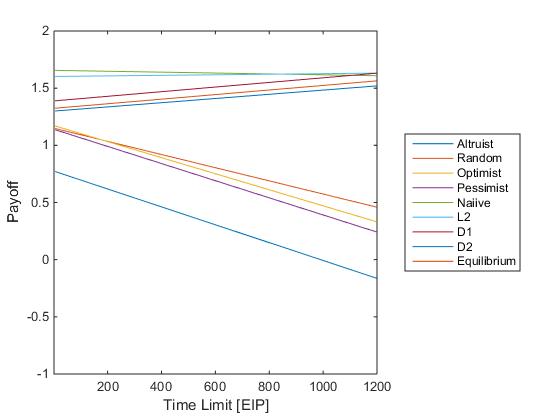 2
1.5
1
0.5
0
-0.5
-1
Payoff
200 400 600 800 1000 1200
Time Limit [EIP]
Altruist
Random
Optimist
Pessimist
Naiive
L2
D1
D2
Equilibrium